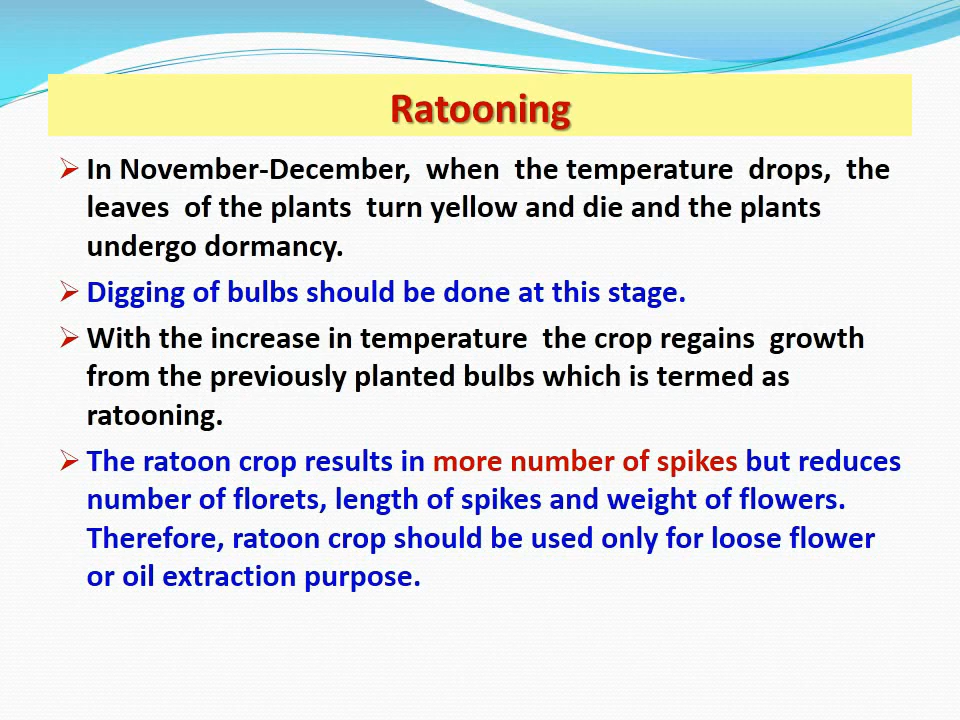 Ratooning
In November-December, when the temperature drops, the
leaves of the plants turn yellow and die and the plants
undergo dormancy.
Digging of bulbs should be done at this stage.
With the increase in temperature the crop regains growth
from the previously planted bulbs which is termed as
ratooning.
The ratoon crop results in more number of spikes but reduces
number of florets, length of spikes and weight of flowers.
Therefore, ratoon crop should be used only for loose flower
or oil extraction purpose.